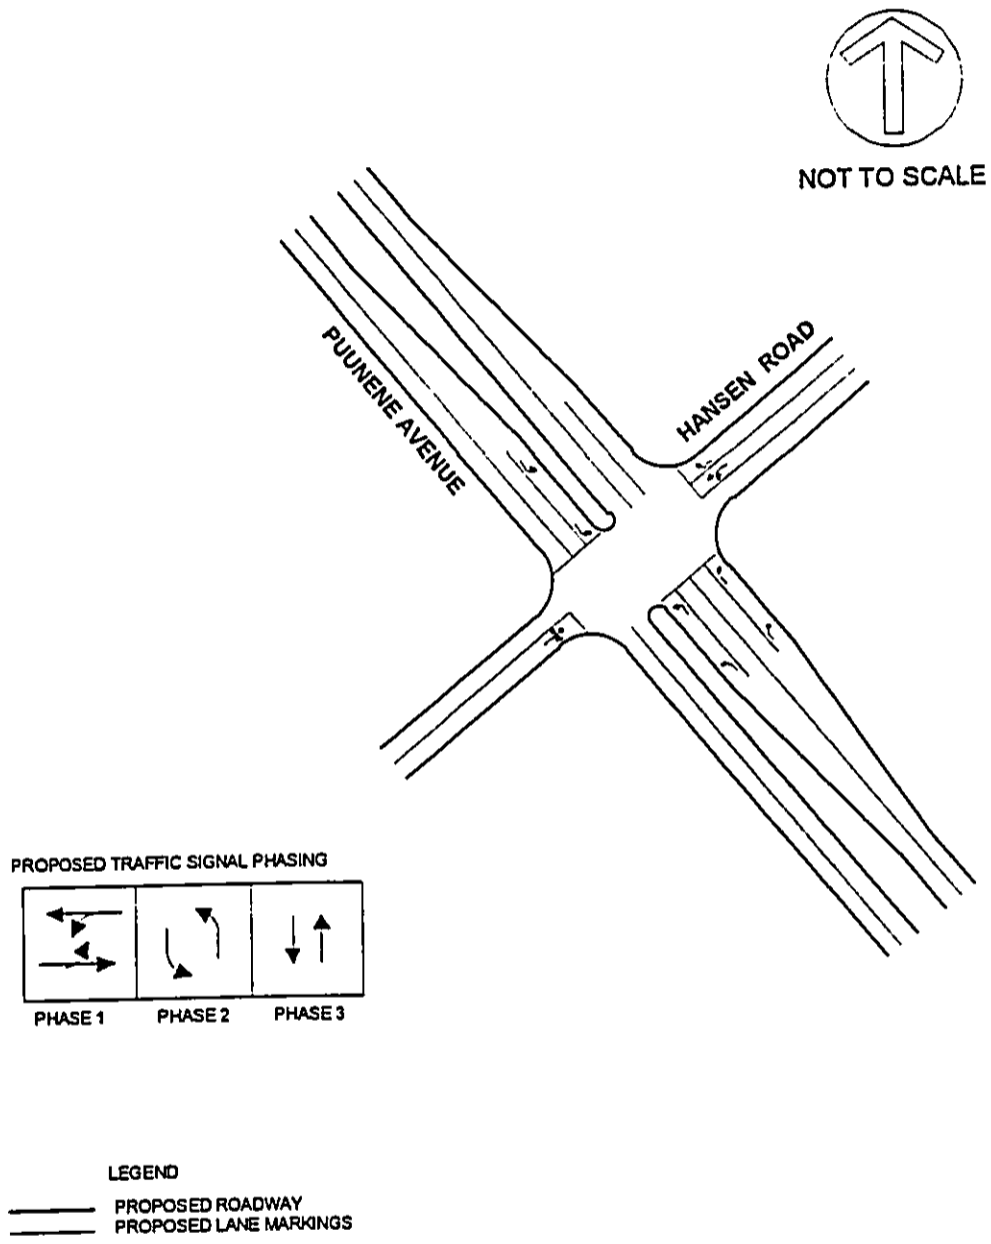 NOT TO SCALE
PUUNENE AVENUE
HANSEN ROAD
PROPOSED TRAFFIC SIGNAL PHASING
PHASE 1
PHASE 2
PHASE 3
LEGEND
PROPOSED ROADWAY
PROPOSED LANE MARKINGS